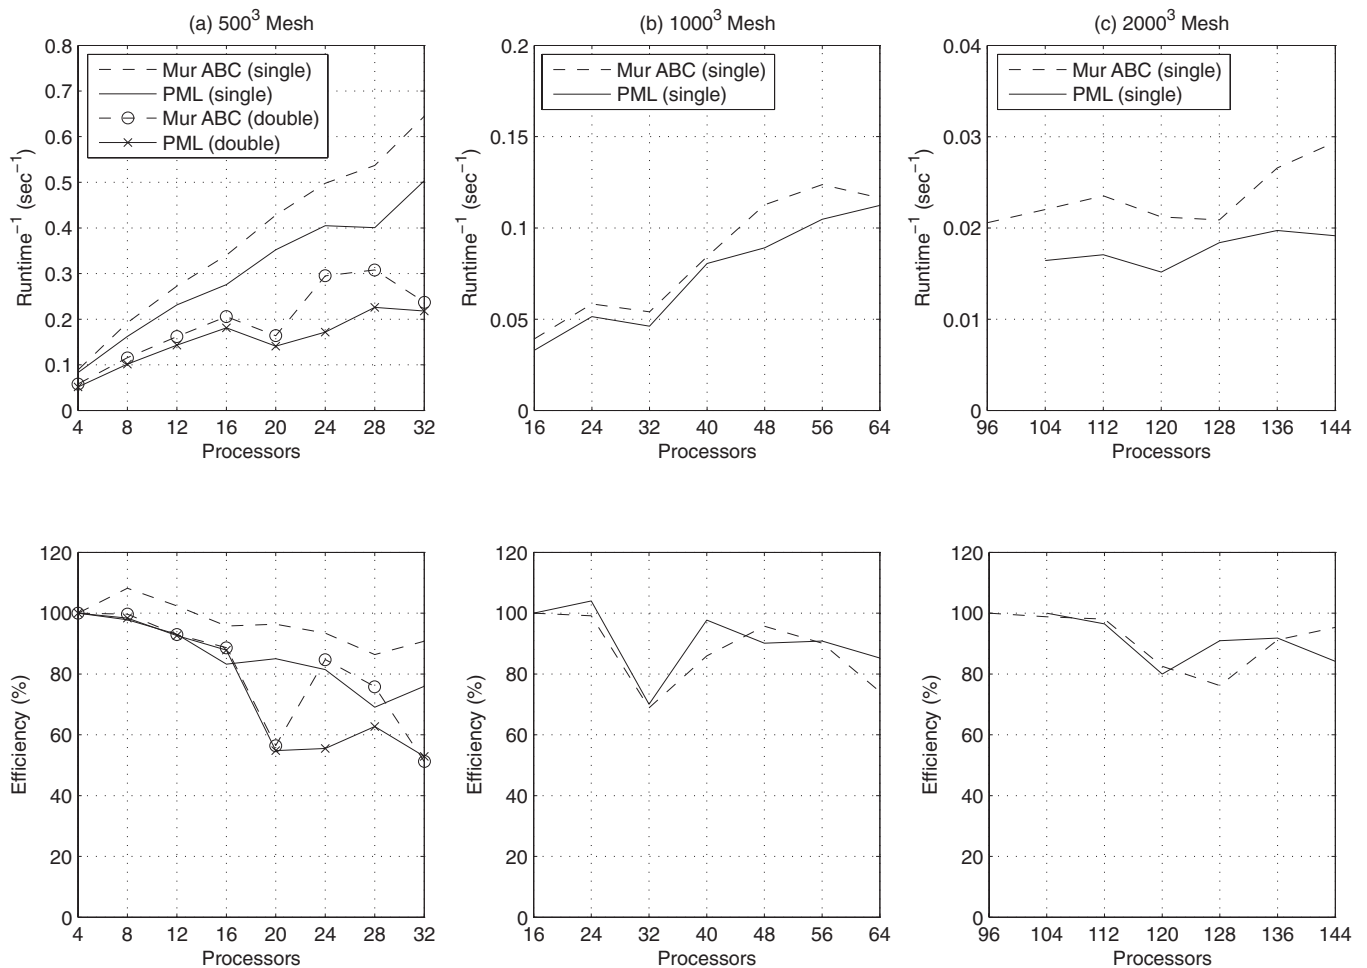 (a) 500³ Mesh
0.8
0.7
0.6
0.5
0.4
0.3
0.2
0.1
0
Runtime⁻¹ (sec⁻¹)
Mur ABC (single)
PML (single)
Mur ABC (double)
PML (double)
4 8 12 16 20 24 28 32
Processors
(b) 1000³ Mesh
0.2
0.15
0.1
0.05
0
Runtime⁻¹ (sec⁻¹)
Mur ABC (single)
PML (single)
16 24 32 40 48 56 64
Processors
(c) 2000³ Mesh
0.04
0.03
0.02
0.01
0
Runtime⁻¹ (sec⁻¹)
Mur ABC (single)
PML (single)
96 104 112 120 128 136 144
Processors
120
100
80
60
40
20
0
Efficiency (%)
4 8 12 16 20 24 28 32
Processors
120
100
80
60
40
20
0
Efficiency (%)
16 24 32 40 48 56 64
Processors
120
100
80
60
40
20
0
Efficiency (%)
96 104 112 120 128 136 144
Processors